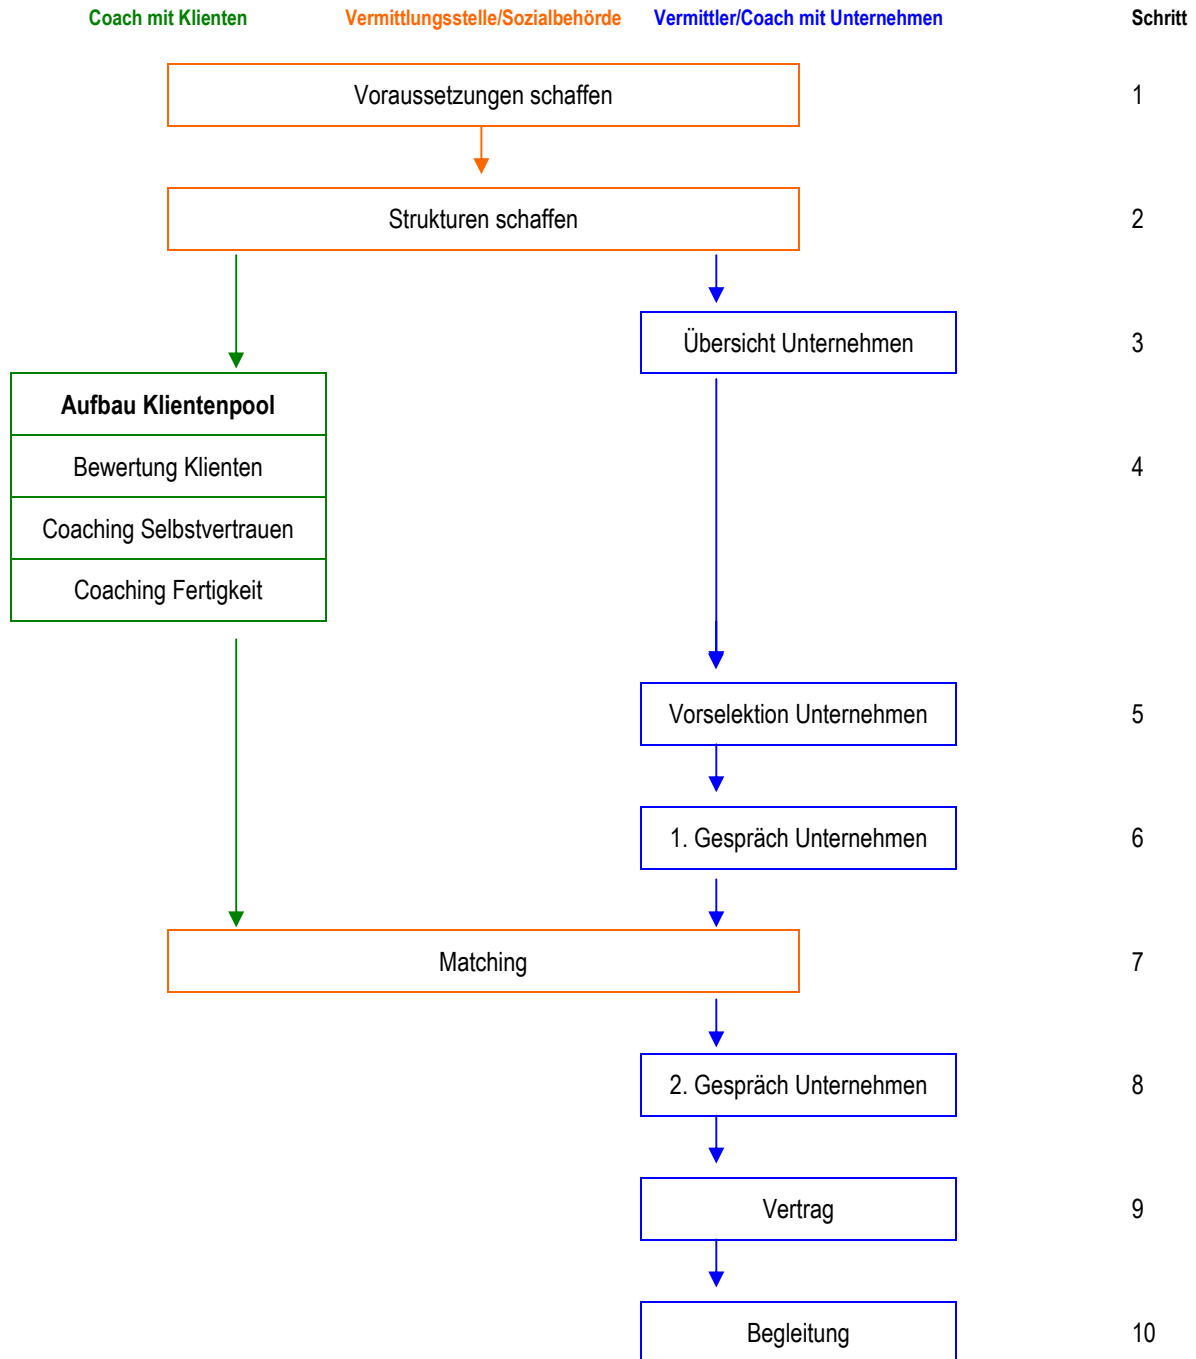 Coach mit Klienten
Vermittlungsstelle/Sozialbehörde
Vermittler/Coach mit Unternehmen
Schritt
Voraussetzungen schaffen
1
Strukturen schaffen
2
Übersicht Unternehmen
3
Aufbau Klientenpool
Bewertung Klienten
4
Coaching Selbstvertrauen
Coaching Fertigkeit
Vorselektion Unternehmen
5
1. Gespräch Unternehmen
6
Matching
7
2. Gespräch Unternehmen
8
Vertrag
9
Begleitung
10